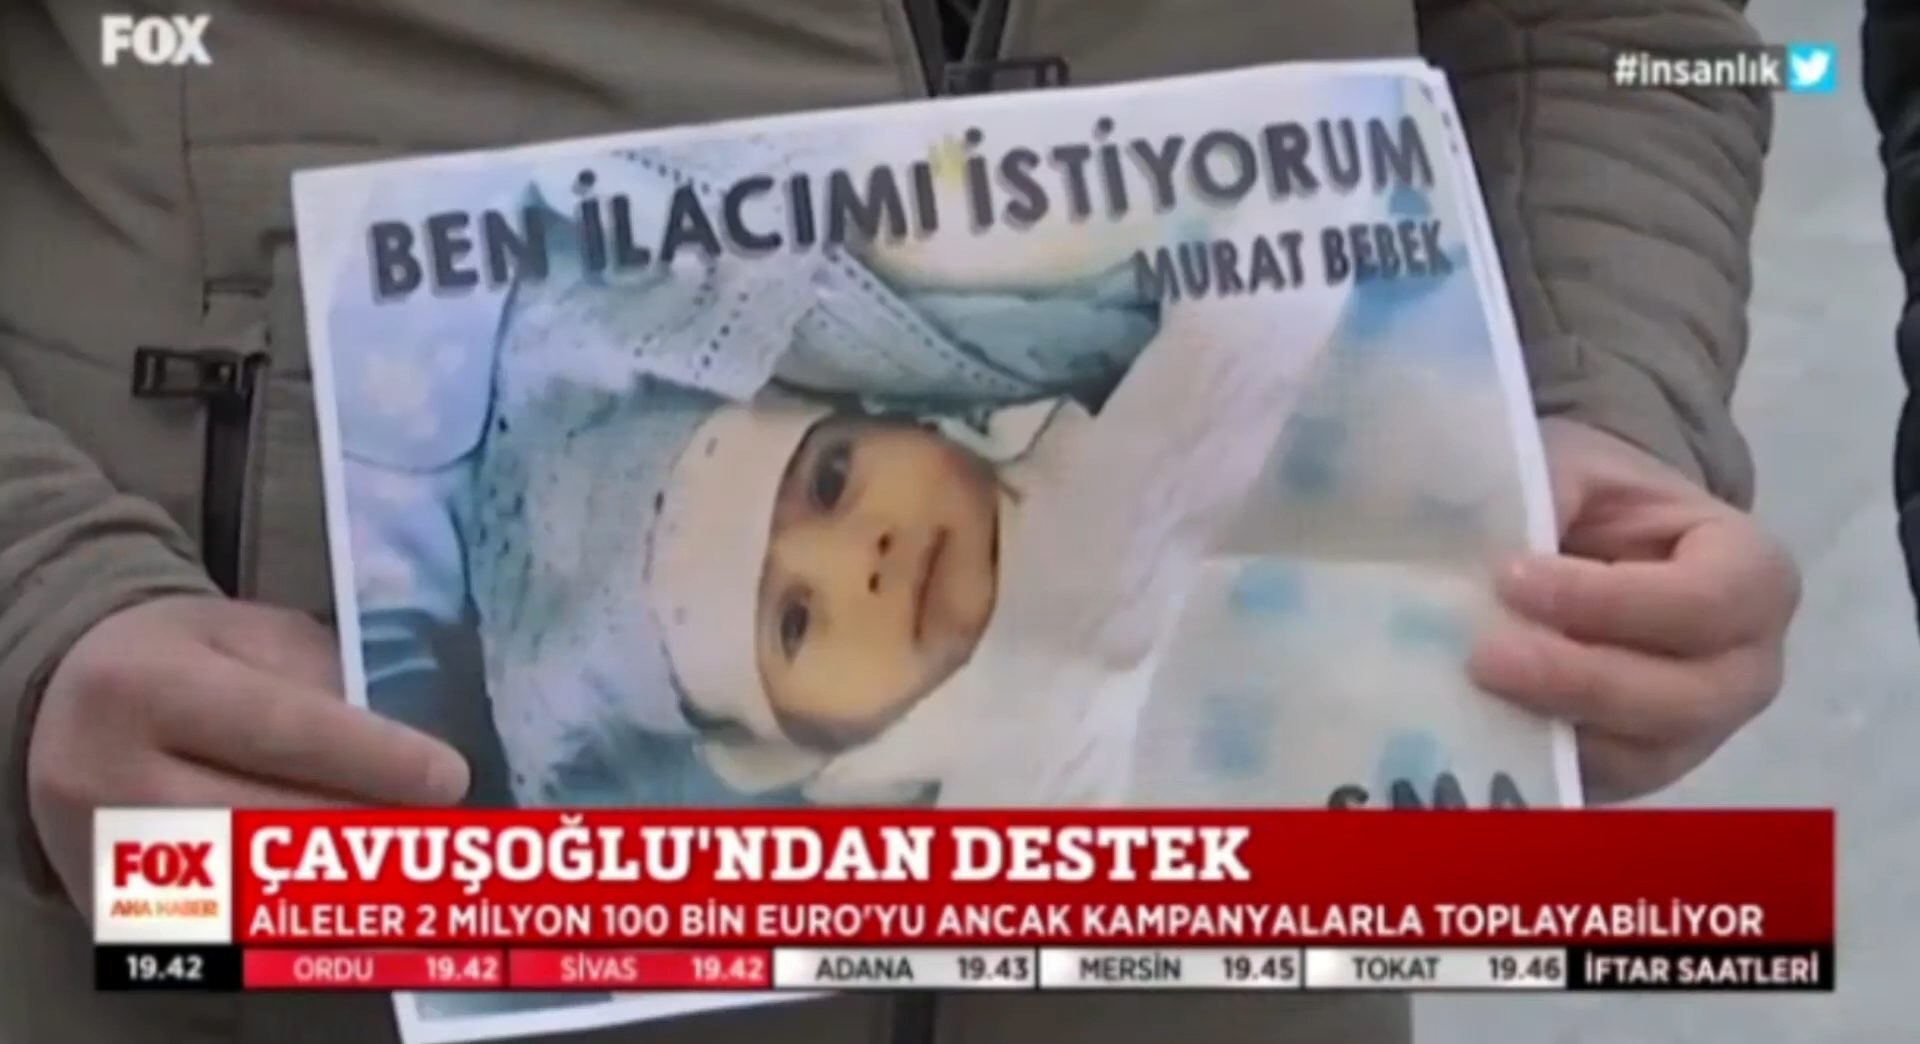 FOX
#insanlık
BEN İLACIMI İSTİYORUM
MURAT BEBEK
SMA
FOX
ANA HABER
ÇAVUŞOĞLU'NDAN DESTEK
AİLELER 2 MİLYON 100 BİN EURO'YU ANCAK KAMPANYALARLA TOPLAYABİLİYOR
19.42 ORDU 19.42 SİVAS 19.42 ADANA 19.43 MERSİN 19.45 TOKAT 19.46 İFTAR SAATLERİ